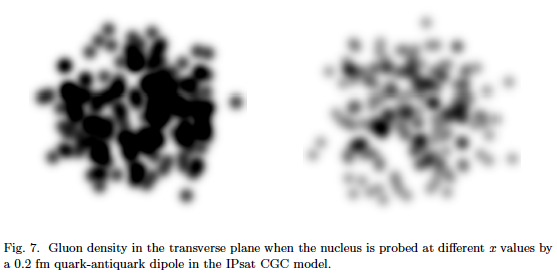 Fig. 7. Gluon density in the transverse plane when the nucleus is probed at different x values by
a 0.2 fm quark-antiquark dipole in the IPsat CGC model.